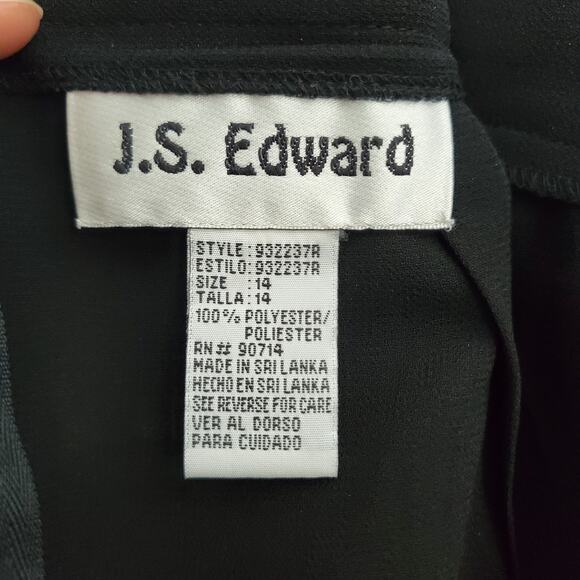 J.S. Edward
STYLE:932237R
ESTILO:932237R
SIZE :14
TALLA:14
100% POLYESTER/
POLIESTER
RN# 90714
MADE IN SRI LANKA
HECHO EN SRI LANKA
SEE REVERSE FOR CARE
VER AL DORSO
PARA CUIDADO